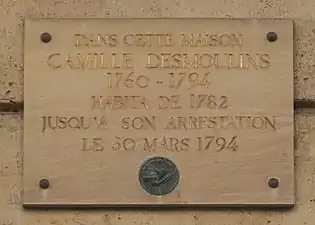 DANS CETTE MAISON
CAMILLE DESMOULINS
1760 - 1794
HABITA DE 1782
JUSQU'A SON ARRESTATION
LE 30 MARS 1794